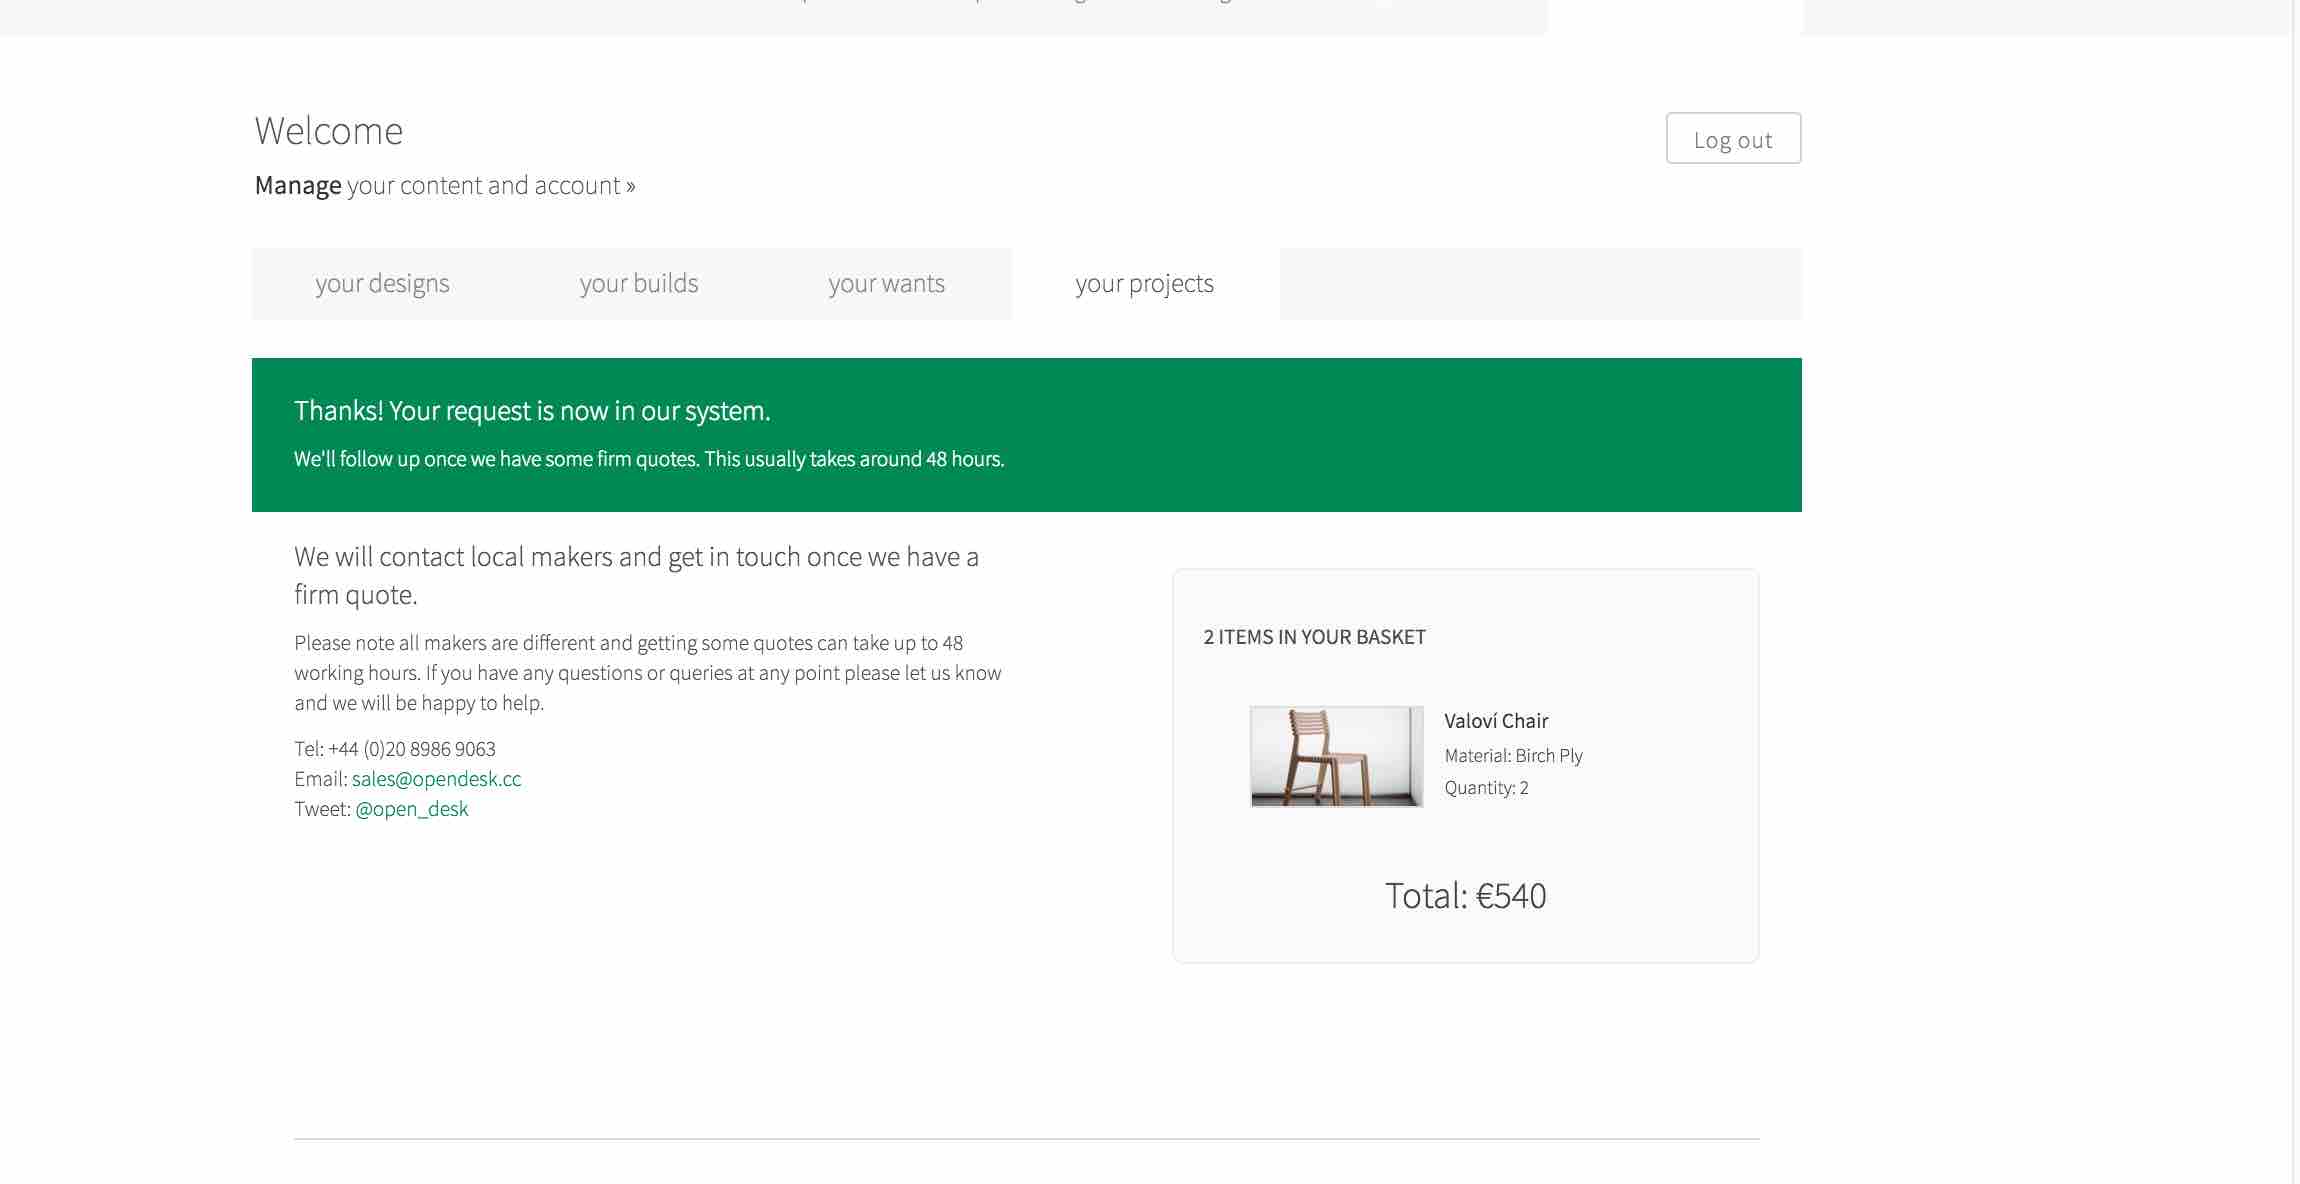 Welcome
Log out
Manage your content and account »
your designs
your builds
your wants
your projects
Thanks! Your request is now in our system.
We'll follow up once we have some firm quotes. This usually takes around 48 hours.
We will contact local makers and get in touch once we have a
firm quote.
Please note all makers are different and getting some quotes can take up to 48
working hours. If you have any questions or queries at any point please let us know
and we will be happy to help.
Tel: +44 (0)20 8986 9063
Email: sales@opendesk.cc
Tweet: @open_desk
2 ITEMS IN YOUR BASKET
Valoví Chair
Material: Birch Ply
Quantity: 2
Total: €540